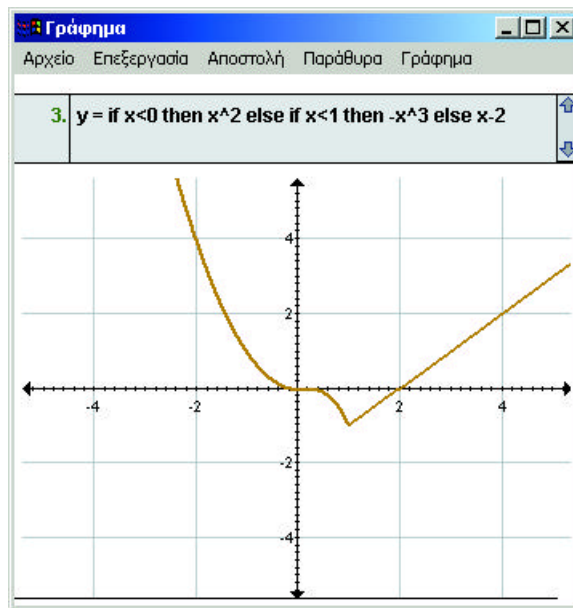 Γράφημα
Αρχείο Επεξεργασία Αποστολή Παράθυρα Γράφημα
3. y = if x<0 then x^2 else if x<1 then -x^3 else x-2
4
2
-4 -2 2 4
-2
-4